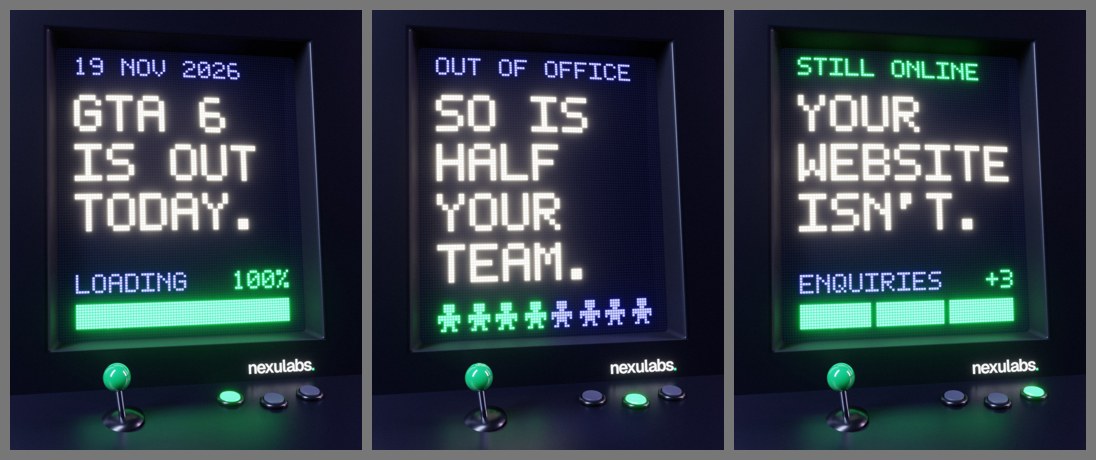 19 NOV 2026
GTA 6
IS OUT
TODAY.
LOADING 100%
nexulabs.
OUT OF OFFICE
SO IS
HALF
YOUR
TEAM.
nexulabs.
STILL ONLINE
YOUR
WEBSITE
ISN'T.
ENQUIRIES +3
nexulabs.